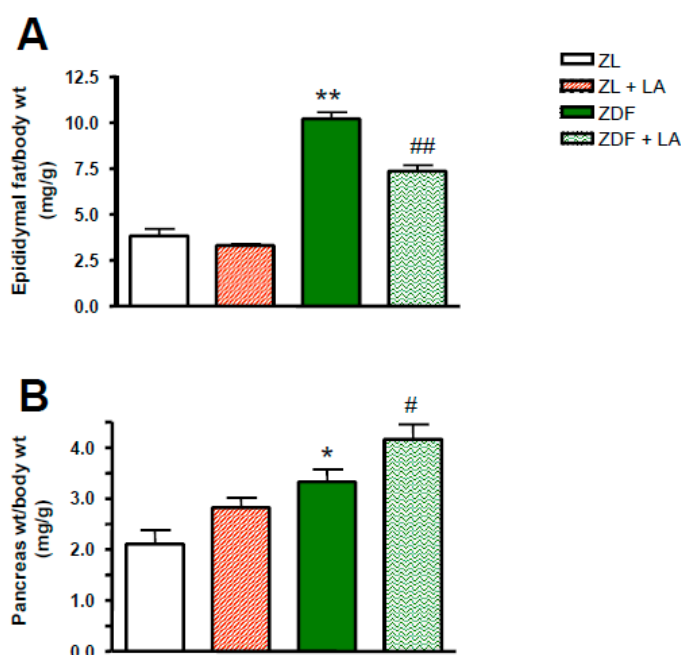 A
ZL
ZL + LA
ZDF
ZDF + LA
Epididymal fat/body wt
(mg/g)
12.5
10.0
7.5
5.0
2.5
0.0
**
##
B
Pancreas wt/body wt
(mg/g)
4.0
3.0
2.0
1.0
0.0
*
#